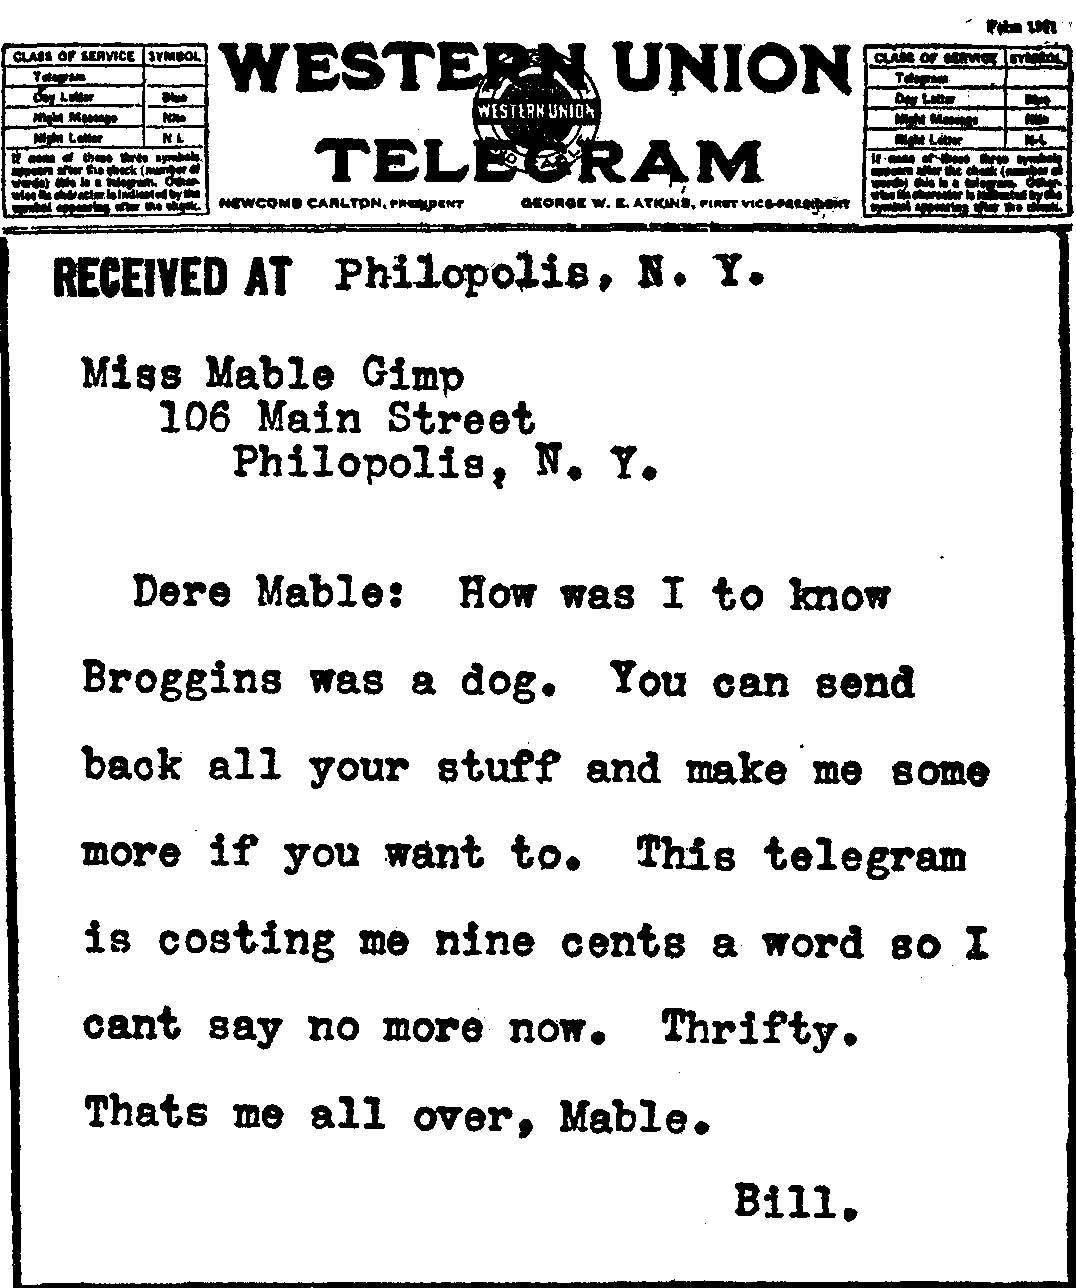 CLASS OF SERVICE SYMBOL
Telegram
Day Letter Blue
Night Message Nite
Night Letter N L
If none of these three symbols
appears after the check (number of
words) this is a telegram. Other-
wise its character is indicated by the
symbol appearing after the check.
WESTERN UNION
WESTERN UNION
TELEGRAM
NEWCOMB CARLTON, PRESIDENT GEORGE W. E. ATKINS, FIRST VICE-PRESIDENT
Form
CLASS OF SERVICE SYMBOL
Telegram
Day Letter Blue
Night Message Nite
Night Letter N L
If none of these three symbols
appears after the check (number of
words) this is a telegram. Other-
wise its character is indicated by the
symbol appearing after the check.
RECEIVED AT Philopolis, N. Y.
Miss Mable Gimp
106 Main Street
Philopolis, N. Y.
Dere Mable: How was I to know
Broggins was a dog. You can send
back all your stuff and make me some
more if you want to. This telegram
is costing me nine cents a word so I
cant say no more now. Thrifty.
Thats me all over, Mable.
Bill.